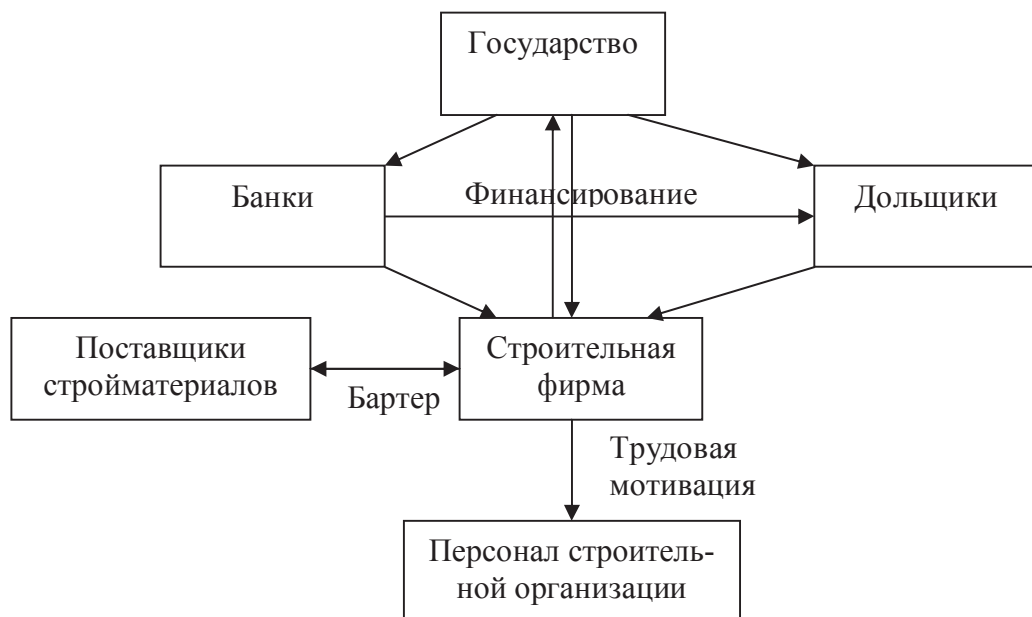 Государство
Банки
Финансирование
Дольщики
Поставщики
стройматериалов
Бартер
Строительная
фирма
Трудовая
мотивация
Персонал строитель-
ной организации